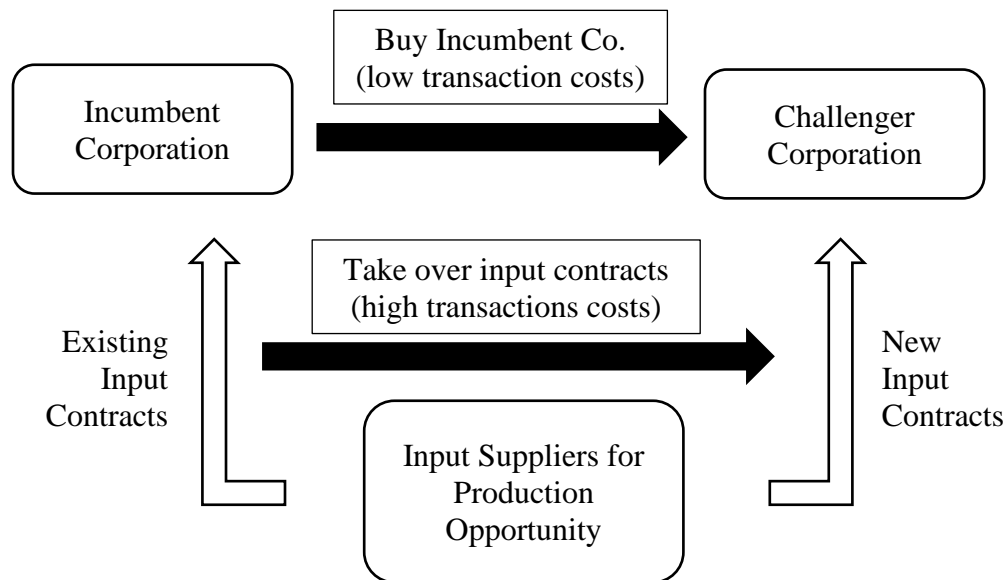 Buy Incumbent Co.
(low transaction costs)
Incumbent
Corporation
Challenger
Corporation
Take over input contracts
(high transactions costs)
Existing
Input
Contracts
New
Input
Contracts
Input Suppliers for
Production
Opportunity